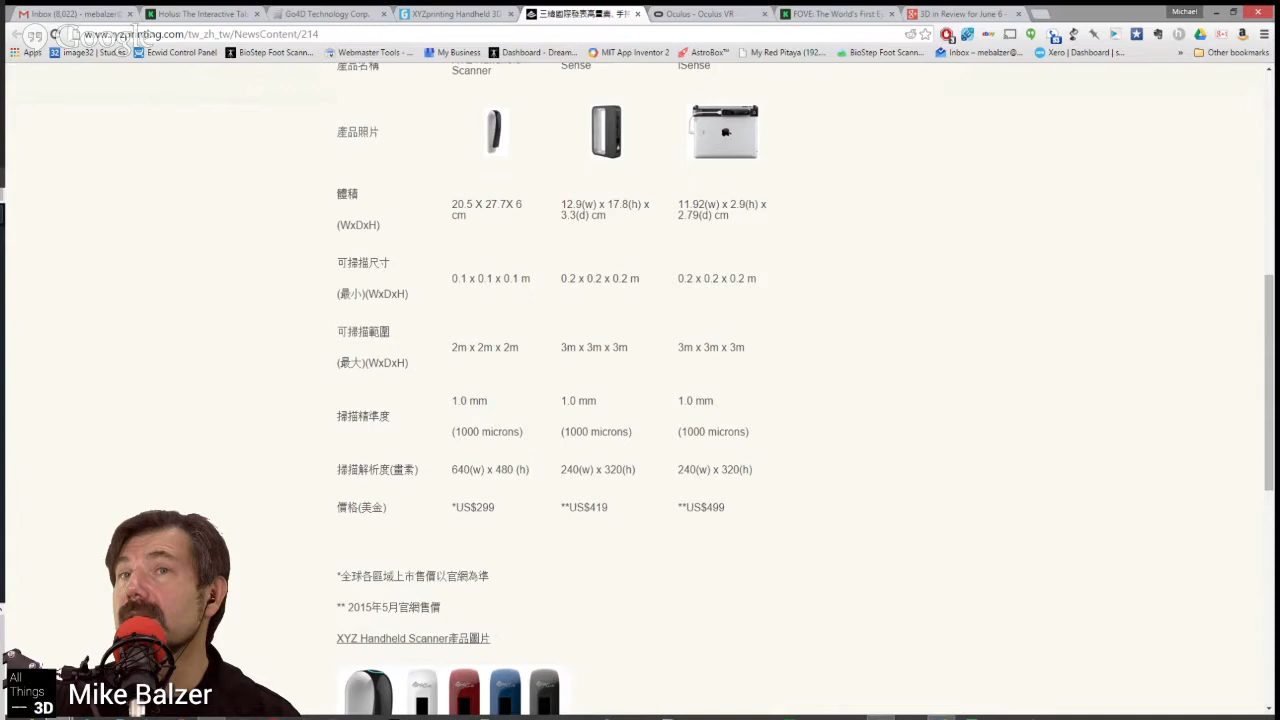 Inbox (8,022) - mebalzer@
Holus: The Interactive Tab
Go4D Technology Corp.
XYZprinting Handheld 3D
Oculus - Oculus VR
FOVE: The World's First Ey
3D in Review for June 6 -
Michael
www.xyzprinting.com/tw_zh_tw/NewsContent/214
Apps
image32 | Stud
Ewid Control Panel
BioStep Foot Scann...
Webmaster Tools -
My Business
Dashboard - Dream...
MIT App Inventor 2
AstroBox™
My Red Pitaya (192...
BioStep Foot Scan...
Inbox - mebalzer@...
Xero | Dashboard | s...
»
Other bookmarks
產品名稱
Scanner
Sense
iSense
產品照片
體積
(WxDxH)
20.5 X 27.7X 6
cm
12.9(w) x 17.8(h) x
3.3(d) cm
11.92(w) x 2.9(h) x
2.79(d) cm
可掃描尺寸
(最小)(WxDxH)
0.1 x 0.1 x 0.1 m
0.2 x 0.2 x 0.2 m
0.2 x 0.2 x 0.2 m
可掃描範圍
(最大)(WxDxH)
2m x 2m x 2m
3m x 3m x 3m
3m x 3m x 3m
掃描精準度
1.0 mm
(1000 microns)
1.0 mm
(1000 microns)
1.0 mm
(1000 microns)
掃描解析度(畫素)
640(w) x 480 (h)
240(w) x 320(h)
240(w) x 320(h)
價格(美金)
*US$299
**US$419
**US$499
*全球各區域上市售價以官網為準
** 2015年5月官網售價
XYZ Handheld Scanner產品圖片
All
Things
3D
Mike Balzer